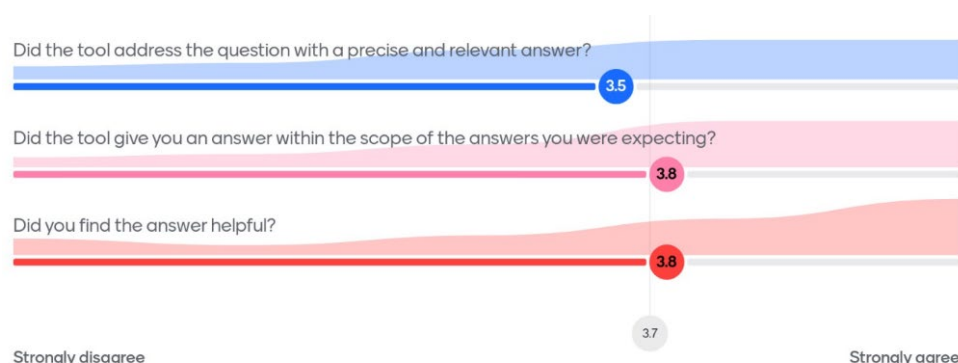 Did the tool address the question with a precise and relevant answer?
3.5
Did the tool give you an answer within the scope of the answers you were expecting?
3.8
Did you find the answer helpful?
3.8
3.7
Strongly disagree
Strongly agree